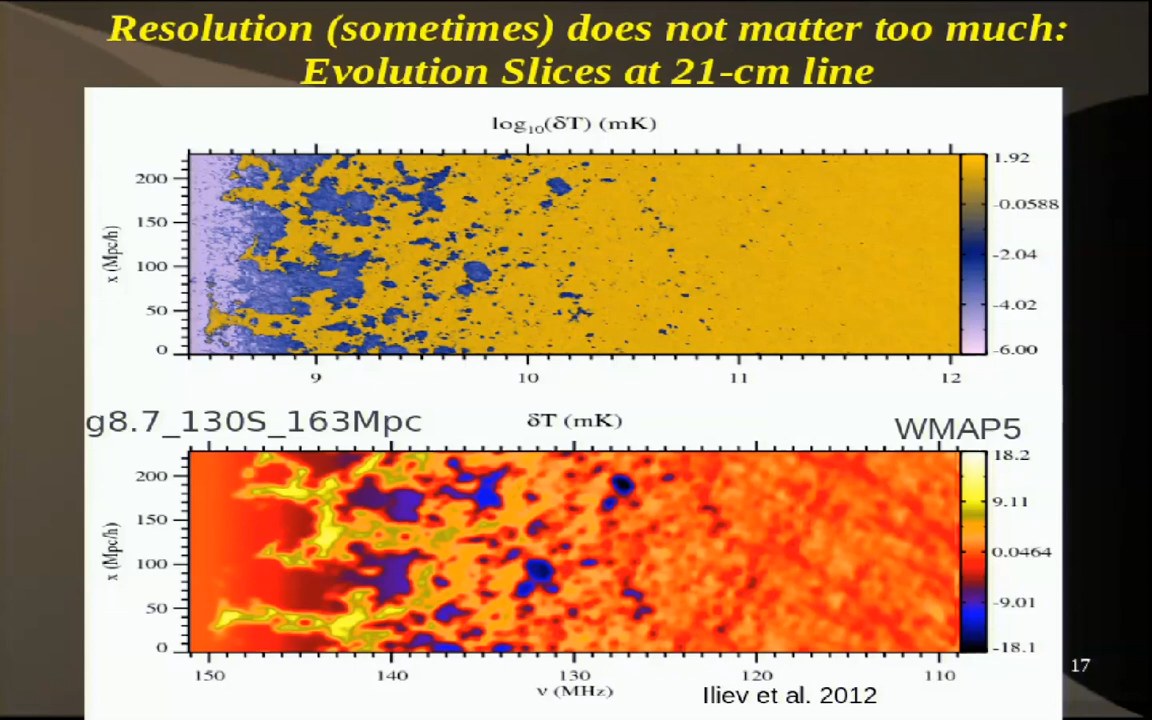 Resolution (sometimes) does not matter too much:
Evolution Slices at 21-cm line
log₁₀(δT) (mK)
1.92
-0.0588
-2.04
-4.02
-6.00
200
150
100
50
0
x (Mpc/h)
9 10 11 12
g8.7_130S_163Mpc
δT (mK)
WMAP5
18.2
9.11
0.0464
-9.01
-18.1
200
150
100
50
0
x (Mpc/h)
150 140 130 120 110
ν (MHz)
Iliev et al. 2012
17